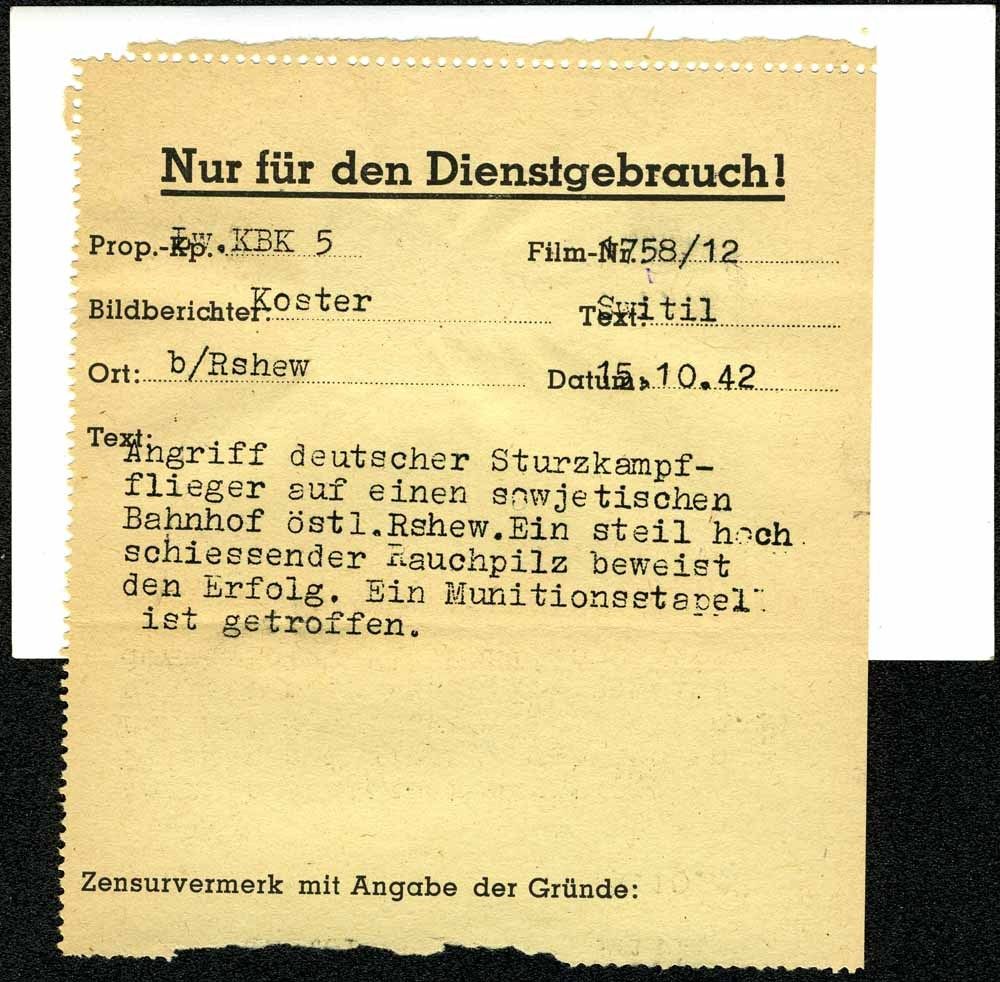 Nur für den Dienstgebrauch!
Prop.-Kp. Lw.KBK 5 Film-Nr. 1758/12
Bildberichter: Koster Text: Switil
Ort: b/Rshew Datum: 15.10.42
Text:
Angriff deutscher Sturzkampf-
flieger auf einen sowjetischen
Bahnhof östl.Rshew.Ein steil hoch
schiessender Rauchpilz beweist
den Erfolg. Ein Munitionsstapel
ist getroffen.
Zensurvermerk mit Angabe der Gründe: